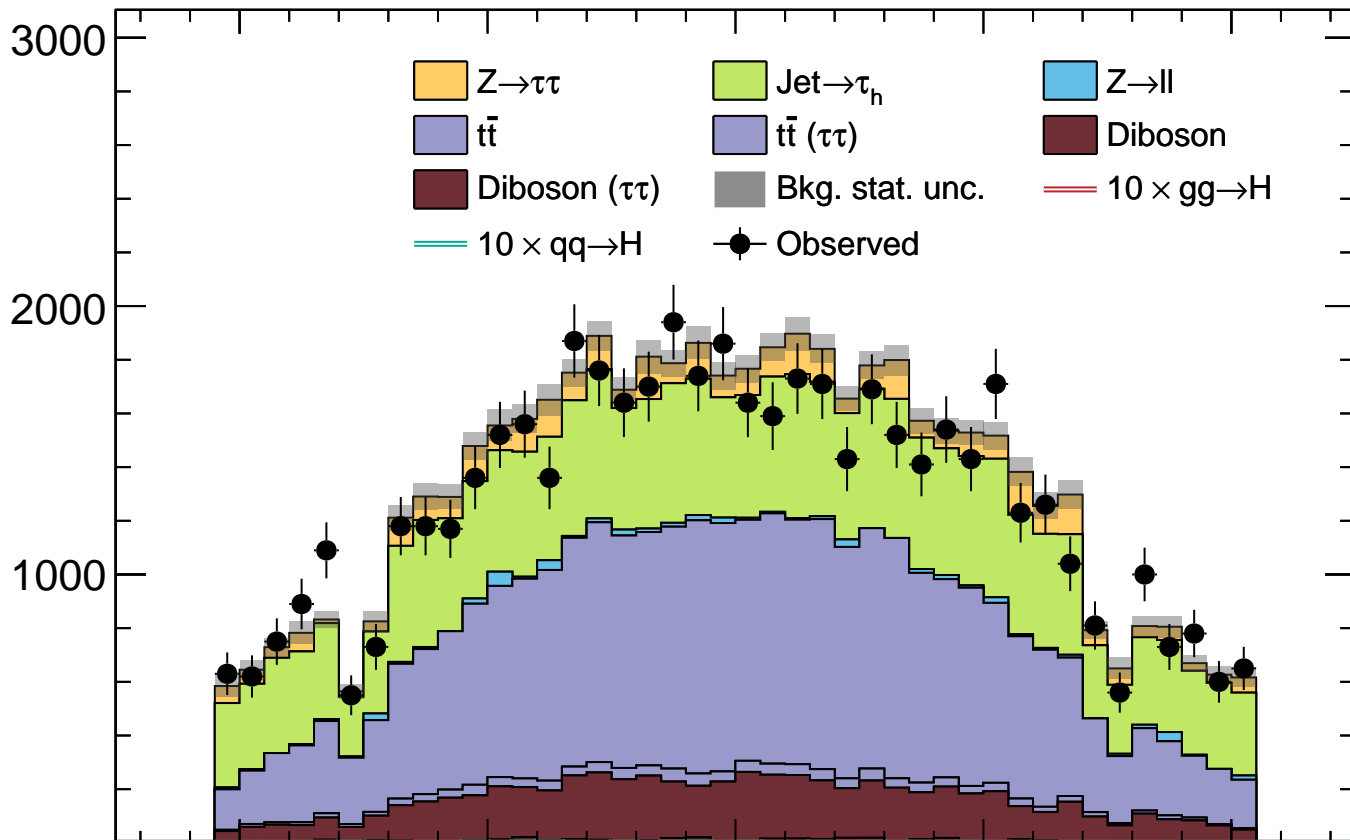 3000
Z→ττ Jet→τh Z→ll
tt̄ tt̄ (ττ) Diboson
Diboson (ττ) Bkg. stat. unc. 10 × gg→H
10 × qq→H Observed
2000
1000